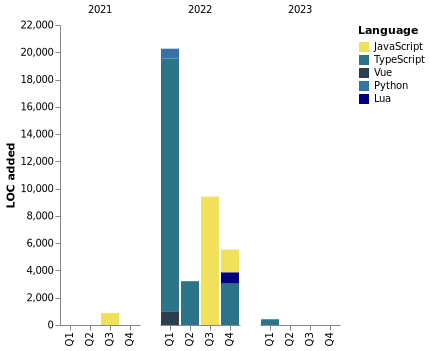 2021 2022 2023
LOC added
22,000
20,000
18,000
16,000
14,000
12,000
10,000
8,000
6,000
4,000
2,000
0
Q1 Q2 Q3 Q4 Q1 Q2 Q3 Q4 Q1 Q2 Q3 Q4
Language
JavaScript
TypeScript
Vue
Python
Lua